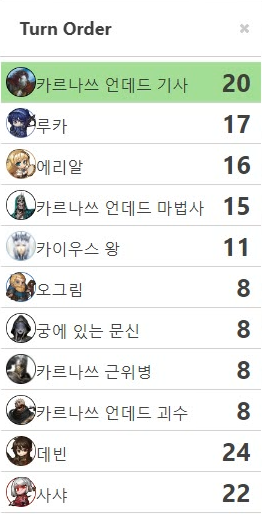 Turn Order ×
카르나쓰 언데드 기사 20
루카 17
에리알 16
카르나쓰 언데드 마법사 15
카이우스 왕 11
오그림 8
궁에 있는 문신 8
카르나쓰 근위병 8
카르나쓰 언데드 괴수 8
데빈 24
사샤 22